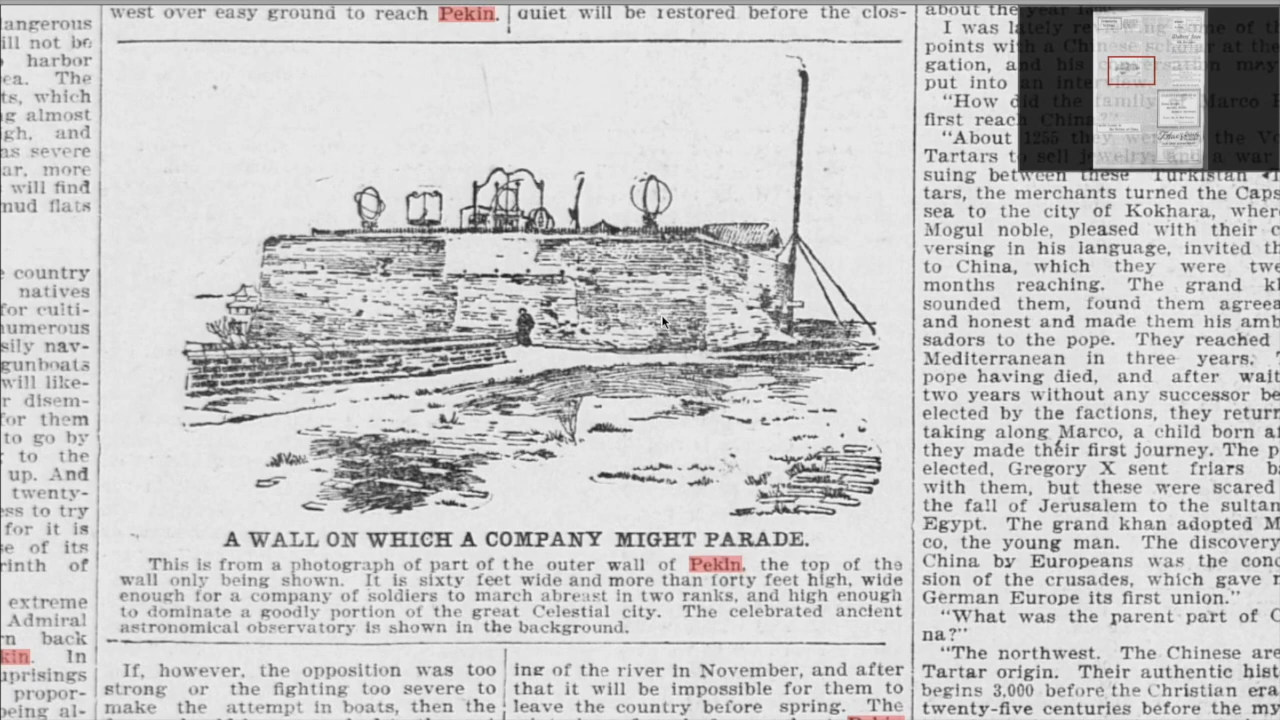 west over easy ground to reach Pekin.
quiet will be restored before the clos-
angerous
ill not be
harbor
ea. The
ts, which
g almost
igh, and
as severe
ar, more
will find
mud flats
country
natives
for culti-
numerous
sily nav-
gunboats
will like-
r disem-
for them
to go by
to the
up. And
twenty-
ess to try
for it is
se of its
rinth of
extreme
Admiral
rn back
kin. In
uprisings
propor-
being al-
A WALL ON WHICH A COMPANY MIGHT PARADE.
This is from a photograph of part of the outer wall of Pekin, the top of the
wall only being shown. It is sixty feet wide and more than forty feet high, wide
enough for a company of soldiers to march abreast in two ranks, and high enough
to dominate a goodly portion of the great Celestial city. The celebrated ancient
astronomical observatory is shown in the background.
If, however, the opposition was too
strong or the fighting too severe to
make the attempt in boats, then the
ing of the river in November, and after
that it will be impossible for them to
leave the country before spring. The
about the year
I was lately reviewing some of t
points with a Chinese scholar at the
gation, and his conversation may
put into an interview.
"How did the family Marco
first reach China?"
"About 1255 they went the Vo
Tartars to sell jewelry, and a war
suing between these Turkistan
tars, the merchants turned the Casp
sea to the city of Kokhara, wher
Mogul noble, pleased with their c
versing in his language, invited th
to China, which they were twe
months reaching. The grand kh
sounded them, found them agreea
and honest and made them his amb
sadors to the pope. They reached
Mediterranean in three years,
pope having died, and after wait
two years without any successor be
elected by the factions, they return
taking along Marco, a child born af
they made their first journey. The p
elected, Gregory X sent friars b
with them, but these were scared
the fall of Jerusalem to the sultan
Egypt. The grand khan adopted M
co, the young man. The discovery
China by Europeans was the conc
sion of the crusades, which gave
German Europe its first union."
"What was the parent part of C
na?"
"The northwest. The Chinese are
Tartar origin. Their authentic hist
begins 3,000 before the Christian era
twenty-five centuries before the my